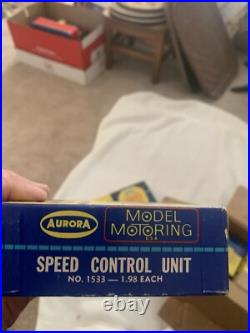 AURORA
MODEL
MOTORING
U.S.A.
SPEED CONTROL UNIT
NO. 1533 — 1.98 EACH